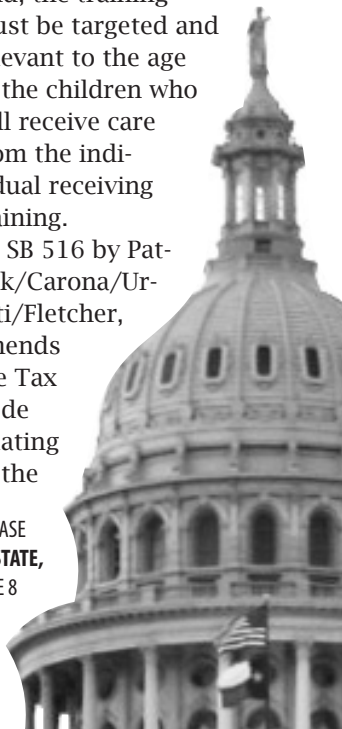 the training
ust be targeted and
evant to the age
the children who
ll receive care
om the indi-
dual receiving
ining.
SB 516 by Pat-
k/Carona/Ur-
ti/Fletcher,
nends
e Tax
de
ating
the
ASE
STATE,
E 8